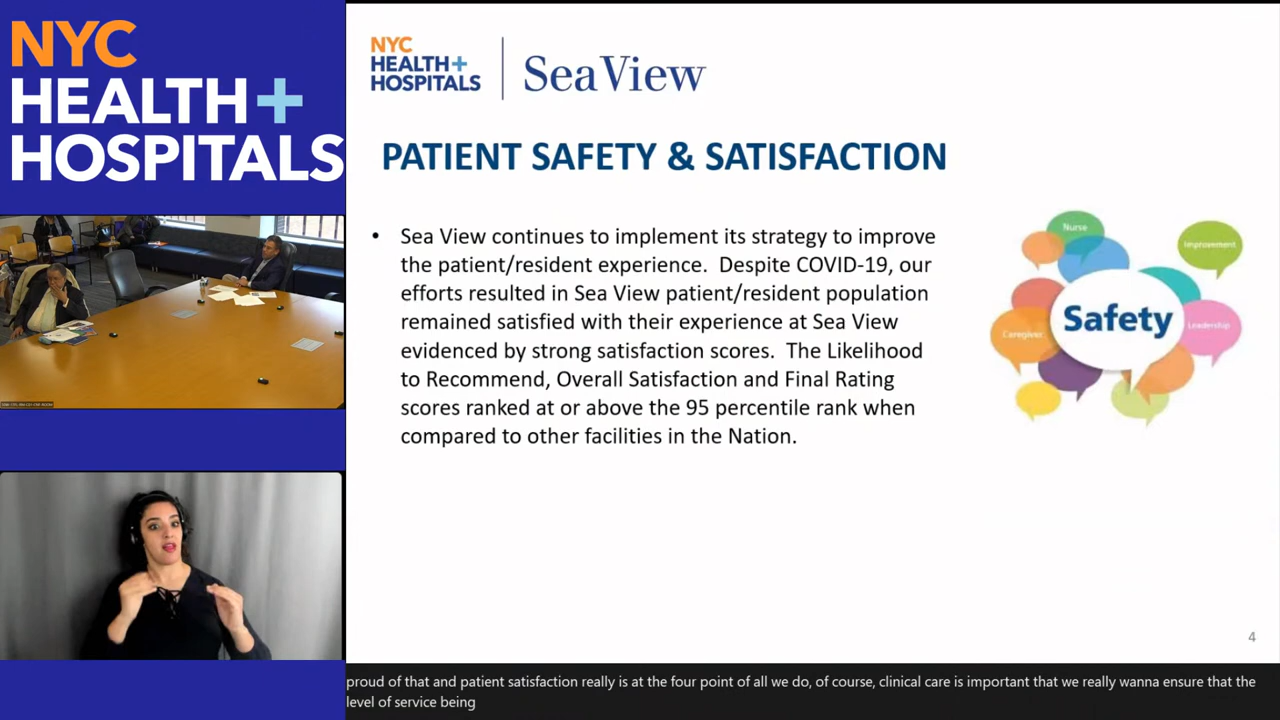 NYC
HEALTH+
HOSPITALS
NYC
HEALTH+
HOSPITALS
SeaView
PATIENT SAFETY & SATISFACTION
• Sea View continues to implement its strategy to improve
the patient/resident experience. Despite COVID-19, our
efforts resulted in Sea View patient/resident population
remained satisfied with their experience at Sea View
evidenced by strong satisfaction scores. The Likelihood
to Recommend, Overall Satisfaction and Final Rating
scores ranked at or above the 95 percentile rank when
compared to other facilities in the Nation.
Nurse
Improvement
Safety
Leadership
Caregiver
4
proud of that and patient satisfaction really is at the four point of all we do, of course, clinical care is important that we really wanna ensure that the
level of service being